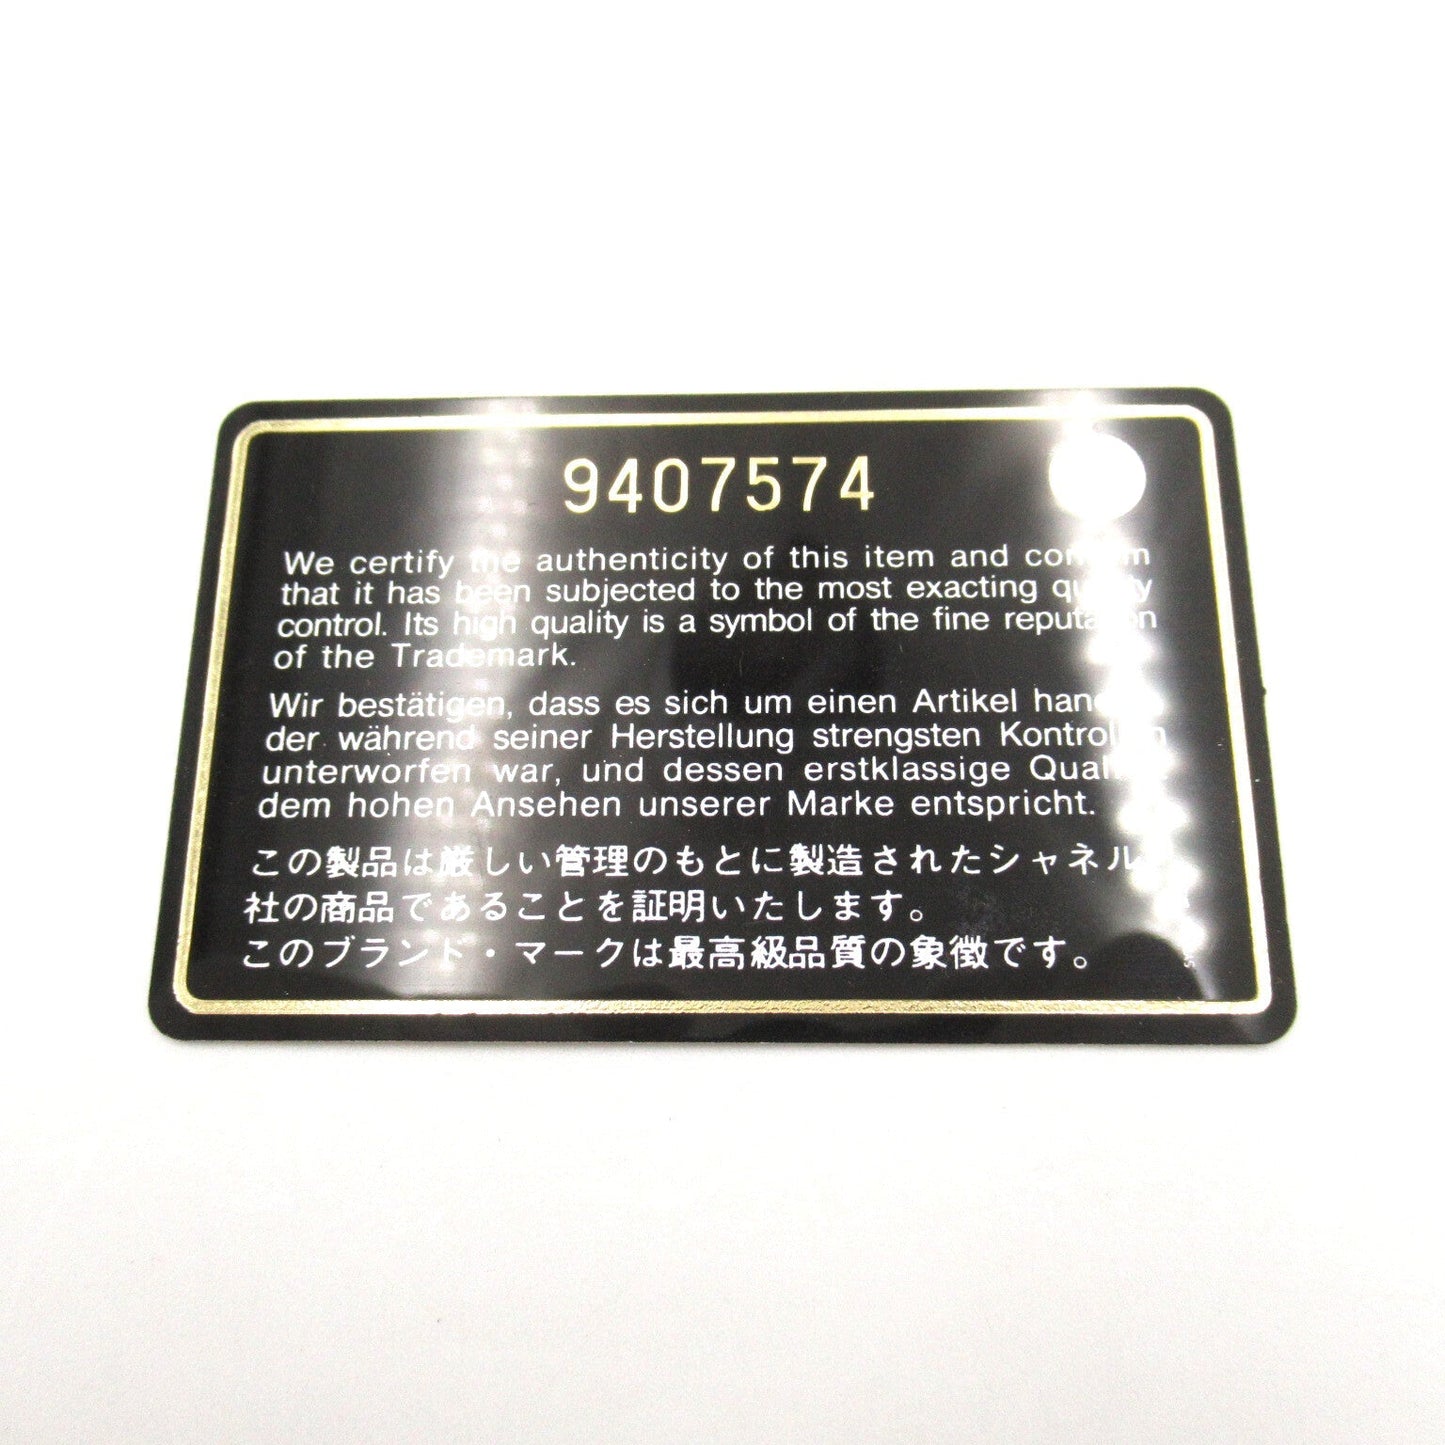 9407574
We certify the authenticity of this item and confirm
that it has been subjected to the most exacting quality
control. Its high quality is a symbol of the fine reputation
of the Trademark.
Wir bestätigen, dass es sich um einen Artikel
der während seiner Herstellung strengsten Kontrollen
unterworfen war, und dessen erstklassige
dem hohen Ansehen unserer Marke entspricht.
この製品は厳しい管理のもとに製造されたシャネル
社の商品であることを証明いたします。
このブランド・マークは最高級品質の象徴です。